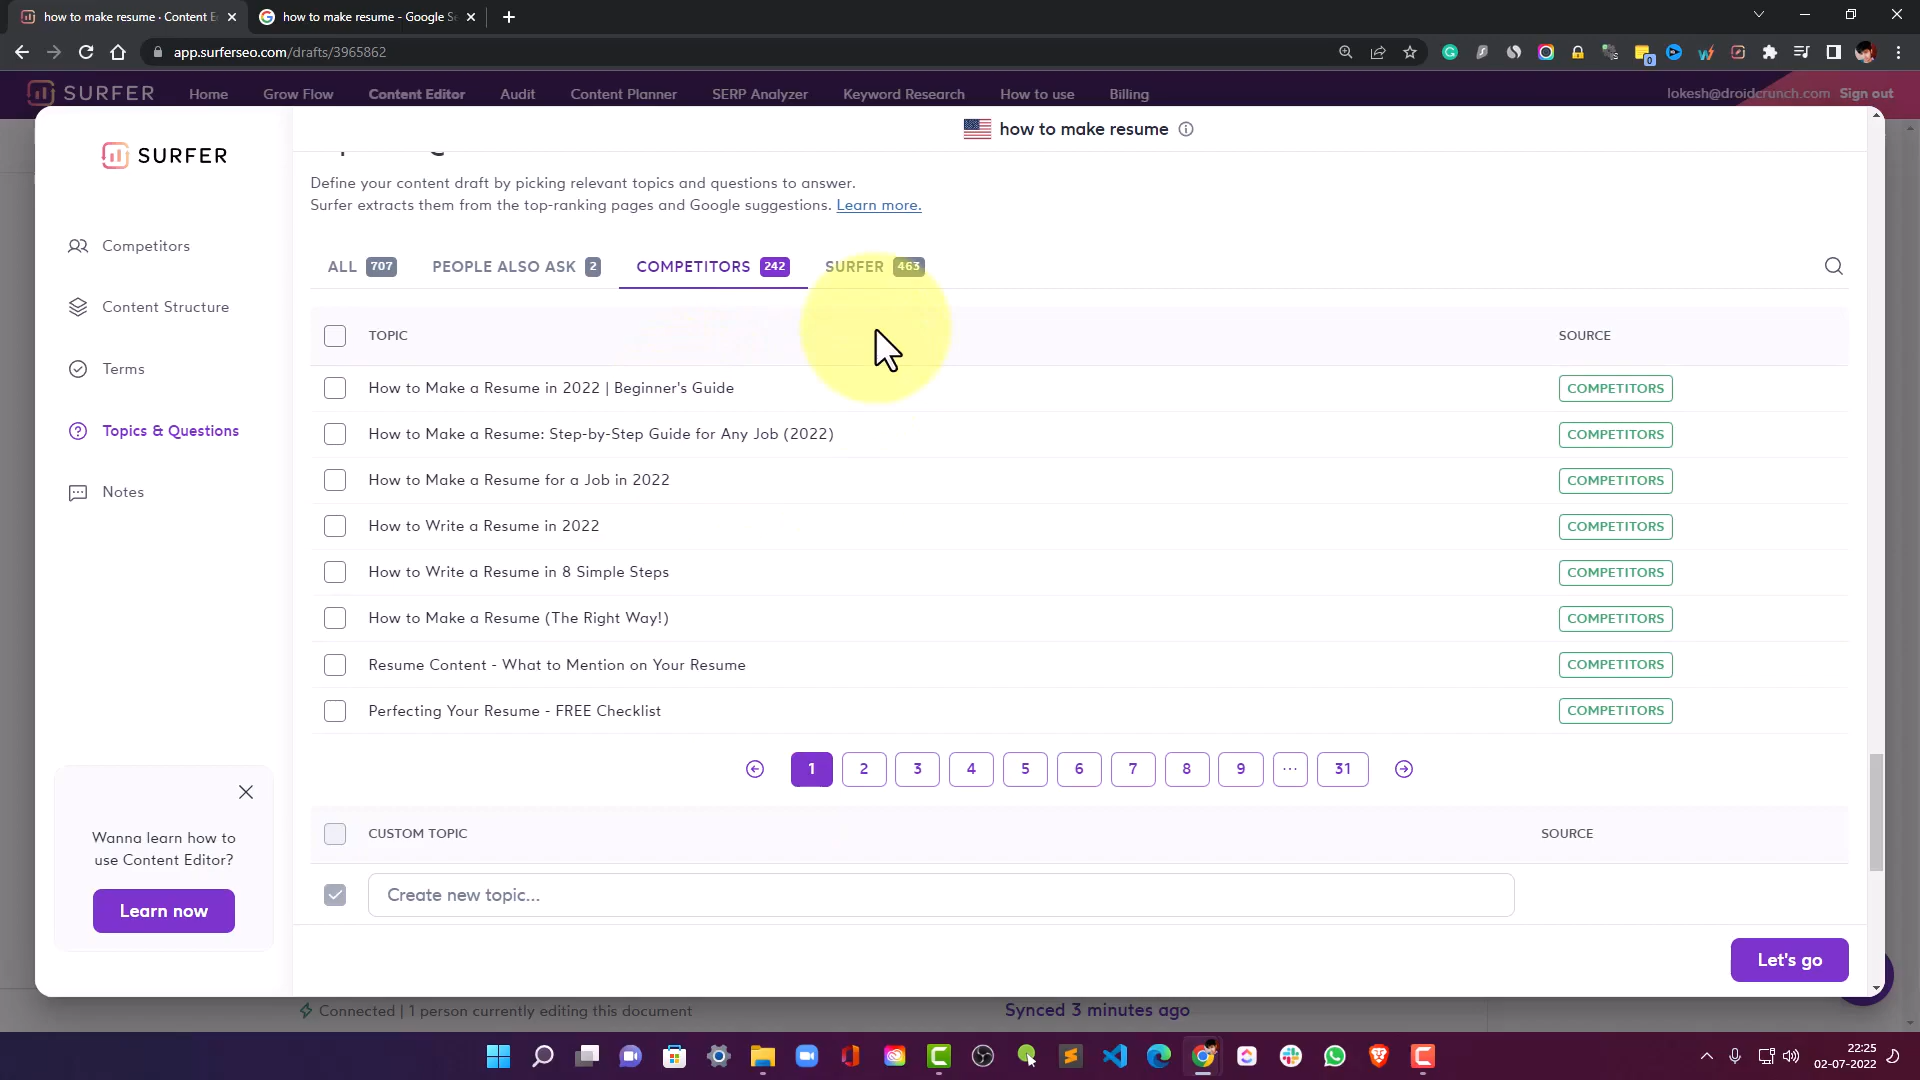 how to make resume · Content E
how to make resume - Google Se
app.surferseo.com/drafts/3965862
0
SURFER
Home
Grow Flow
Content Editor
Audit
Content Planner
SERP Analyzer
Keyword Research
How to use
Billing
lokesh@droidcrunch.com
Sign out
how to make resume
SURFER
Competitors
Content Structure
Terms
Topics & Questions
Notes
Wanna learn how to
use Content Editor?
Learn now
Define your content draft by picking relevant topics and questions to answer.
Surfer extracts them from the top-ranking pages and Google suggestions. Learn more.
ALL 707
PEOPLE ALSO ASK 2
COMPETITORS 242
SURFER 463
TOPIC
SOURCE
How to Make a Resume in 2022 | Beginner's Guide
COMPETITORS
How to Make a Resume: Step-by-Step Guide for Any Job (2022)
COMPETITORS
How to Make a Resume for a Job in 2022
COMPETITORS
How to Write a Resume in 2022
COMPETITORS
How to Write a Resume in 8 Simple Steps
COMPETITORS
How to Make a Resume (The Right Way!)
COMPETITORS
Resume Content - What to Mention on Your Resume
COMPETITORS
Perfecting Your Resume - FREE Checklist
COMPETITORS
1 2 3 4 5 6 7 8 9 ... 31
CUSTOM TOPIC
SOURCE
Create new topic...
Let's go
Connected | 1 person currently editing this document
Synced 3 minutes ago
22:25
02-07-2022